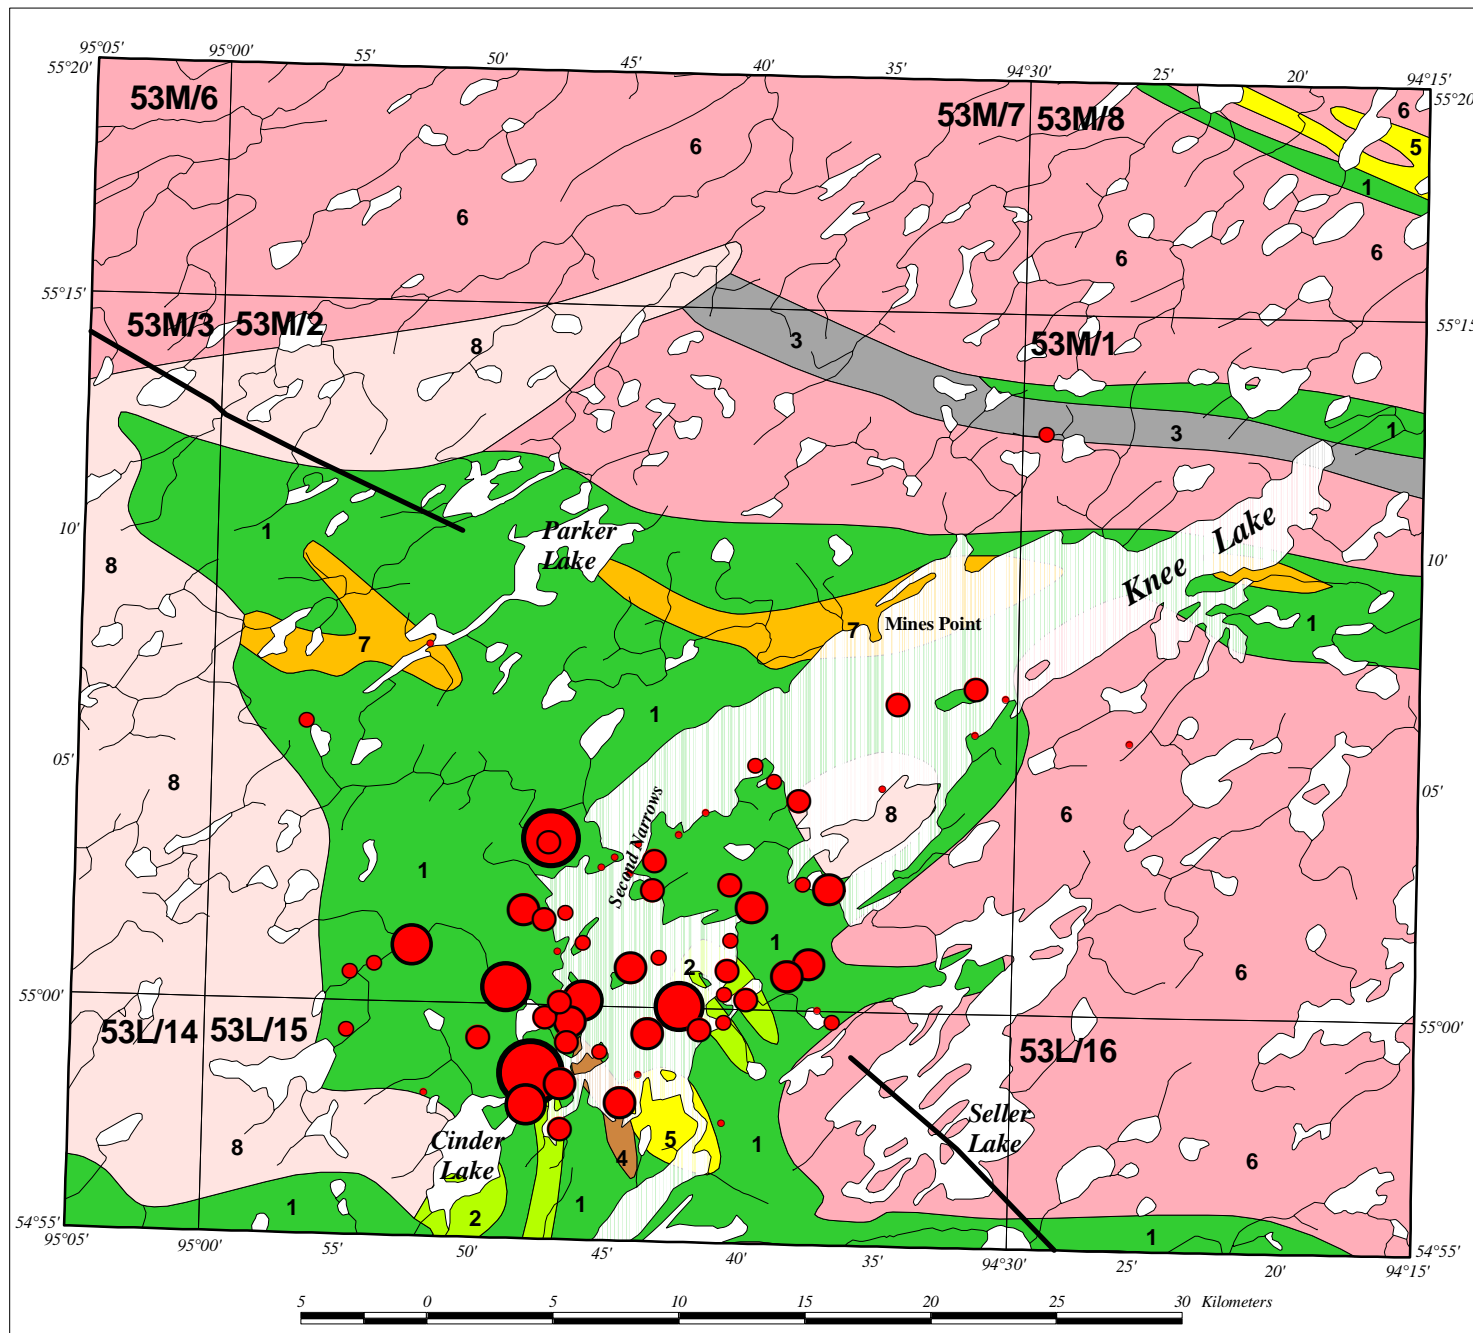 95°05' 95°00' 55' 50' 45' 40' 35' 94°30' 25' 20' 94°15'
55°20' 55°20'
53M/6 53M/7 53M/8
6 6 6 5
1
6 6 6
55°15' 55°15'
53M/3 53M/2 53M/1
8 3
3 1
10' 10'
1 8
Parker
Lake
Knee Lake
7 7 1
Mines Point
1
05' 05'
8 8 6
Second Narrows
1 1
2 6
55°00' 55°00'
53L/14 53L/15 53L/16
Cinder
Lake
Seller
Lake
8 4 5 1 6
1 2 1 1
54°55' 54°55'
95°05' 95°00' 55' 50' 45' 40' 35' 94°30' 25' 20' 94°15'
5 0 5 10 15 20 25 30 Kilometers